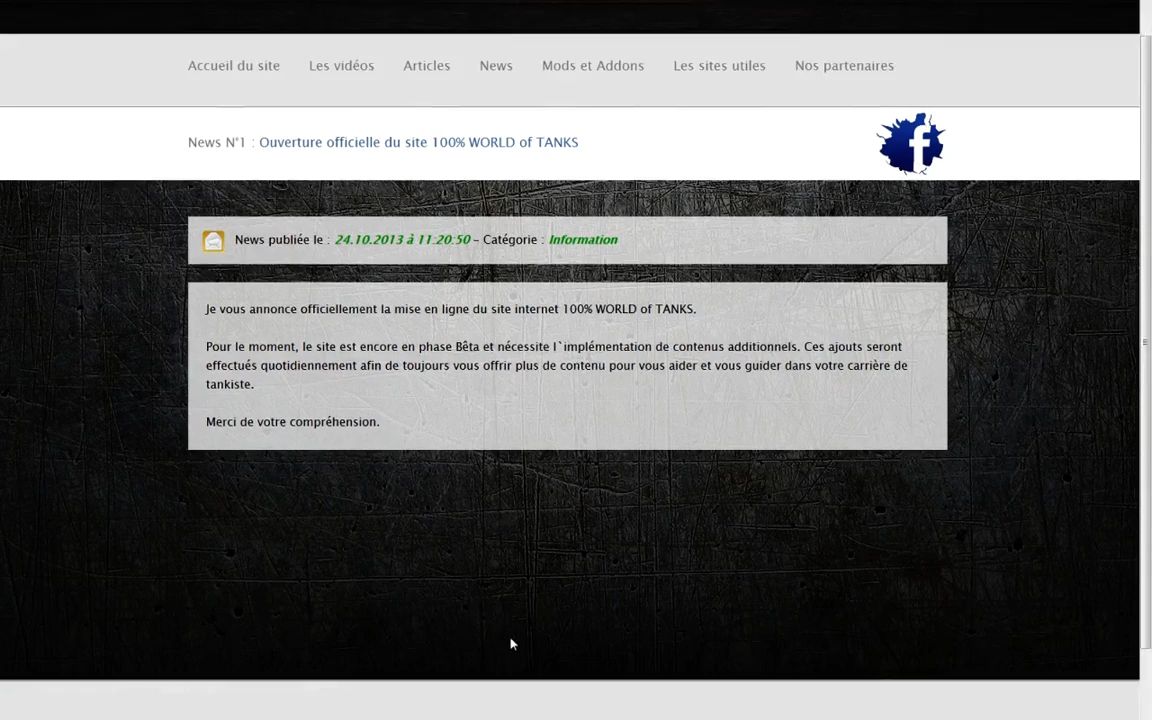 Accueil du site Les vidéos Articles News Mods et Addons Les sites utiles Nos partenaires
News N°1 : Ouverture officielle du site 100% WORLD of TANKS
News publiée le : 24.10.2013 à 11:20:50 - Catégorie : Information
Je vous annonce officiellement la mise en ligne du site internet 100% WORLD of TANKS.
Pour le moment, le site est encore en phase Bêta et nécessite l`implémentation de contenus additionnels. Ces ajouts seront
effectués quotidiennement afin de toujours vous offrir plus de contenu pour vous aider et vous guider dans votre carrière de
tankiste.
Merci de votre compréhension.